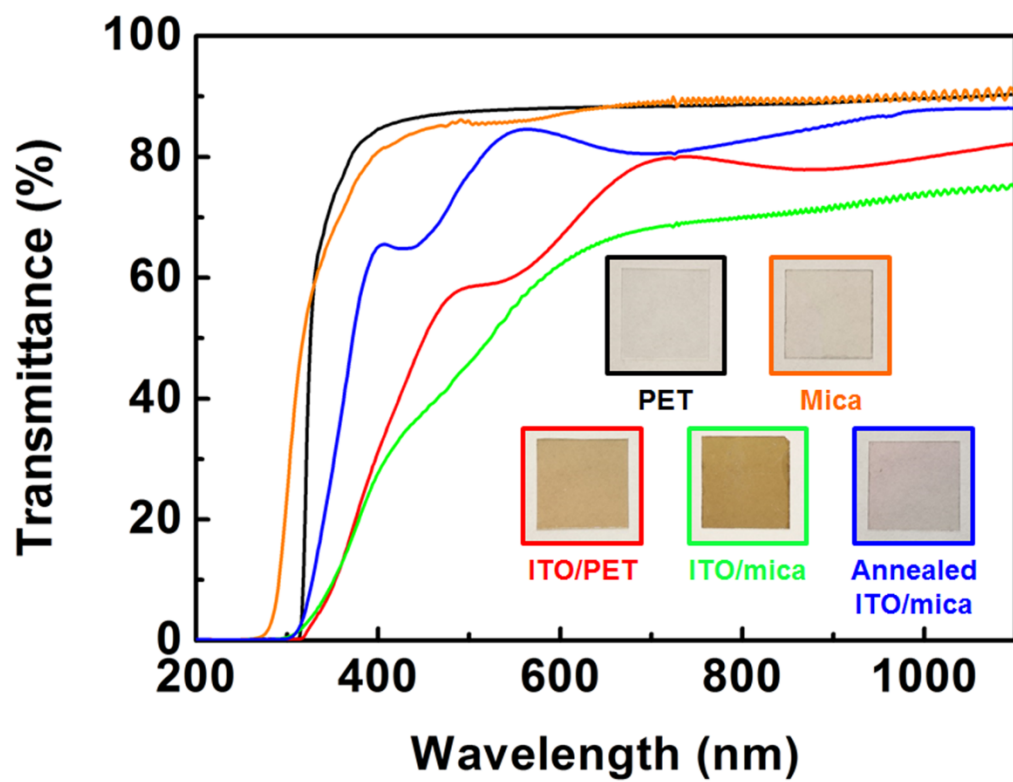 Transmittance (%)
100
80
60
40
20
0
200
400
600
800
1000
Wavelength (nm)
PET
Mica
ITO/PET
ITO/mica
Annealed
ITO/mica